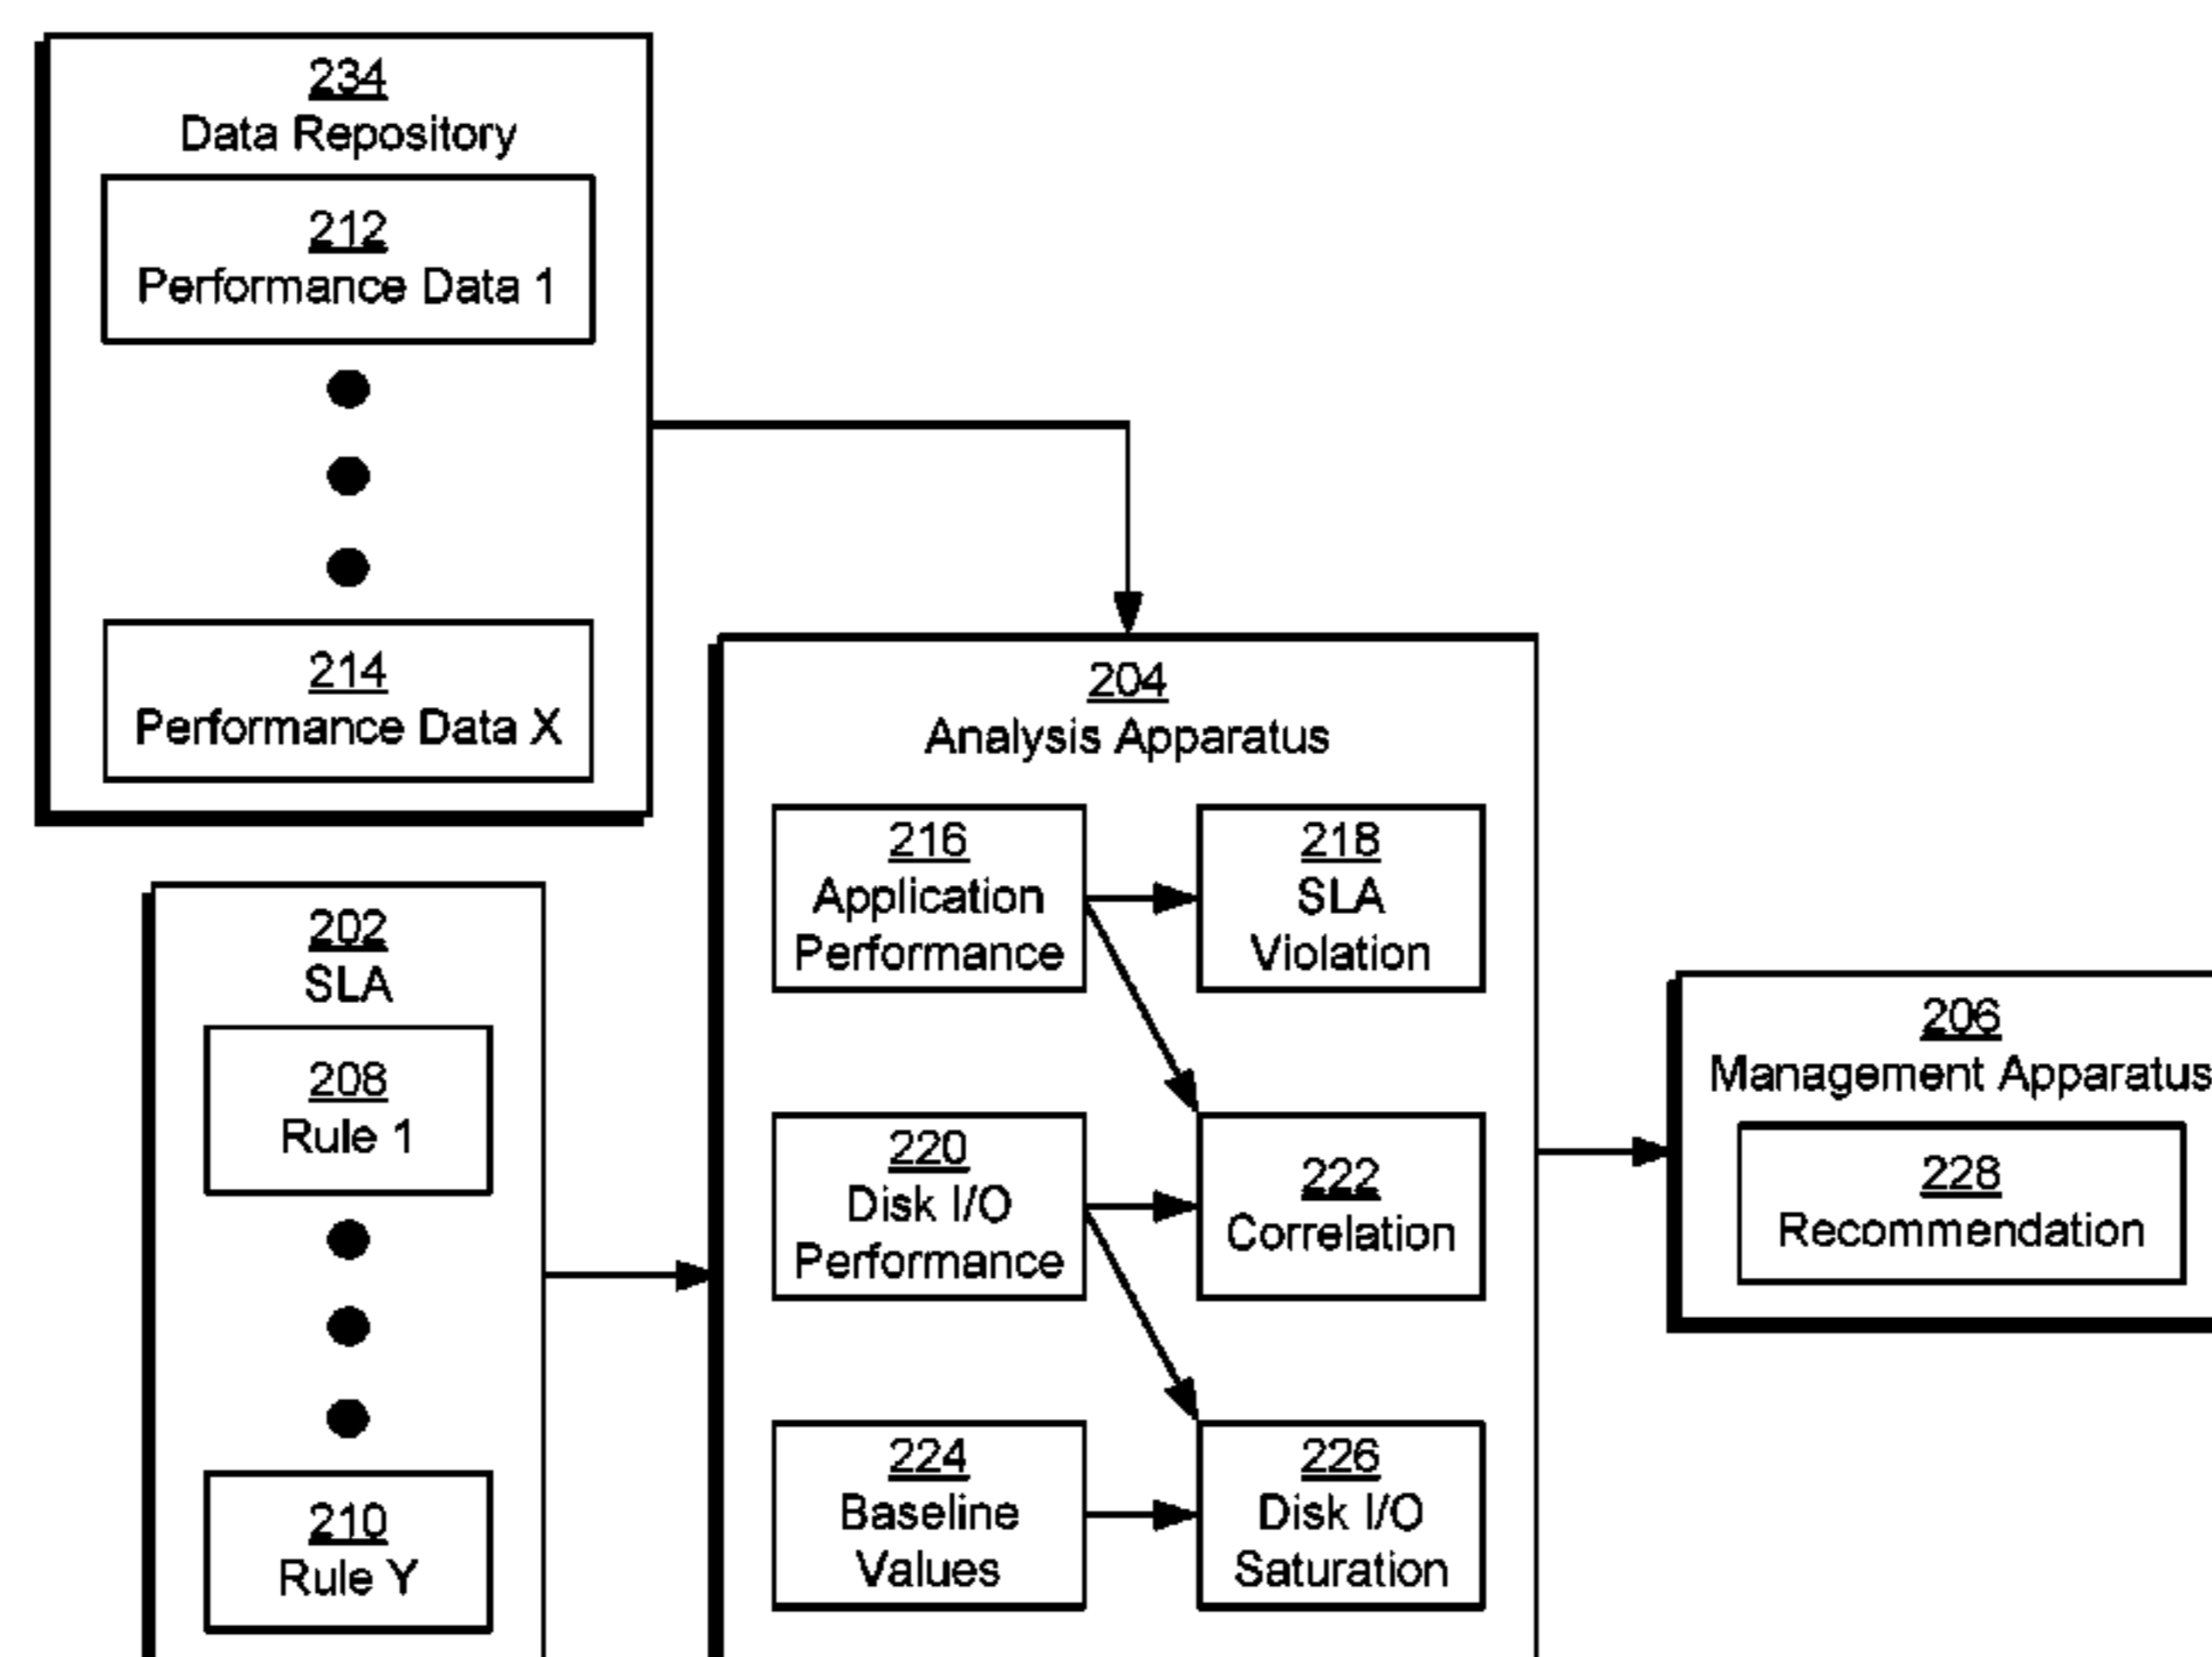 234
Data Repository
212
Performance Data 1
214
Performance Data X
204
Analysis Apparatus
216
Application
Performance
218
SLA
Violation
220
Disk I/O
Performance
222
Correlation
224
Baseline
Values
226
Disk I/O
Saturation
202
SLA
208
Rule 1
210
Rule Y
206
Management Apparatus
228
Recommendation